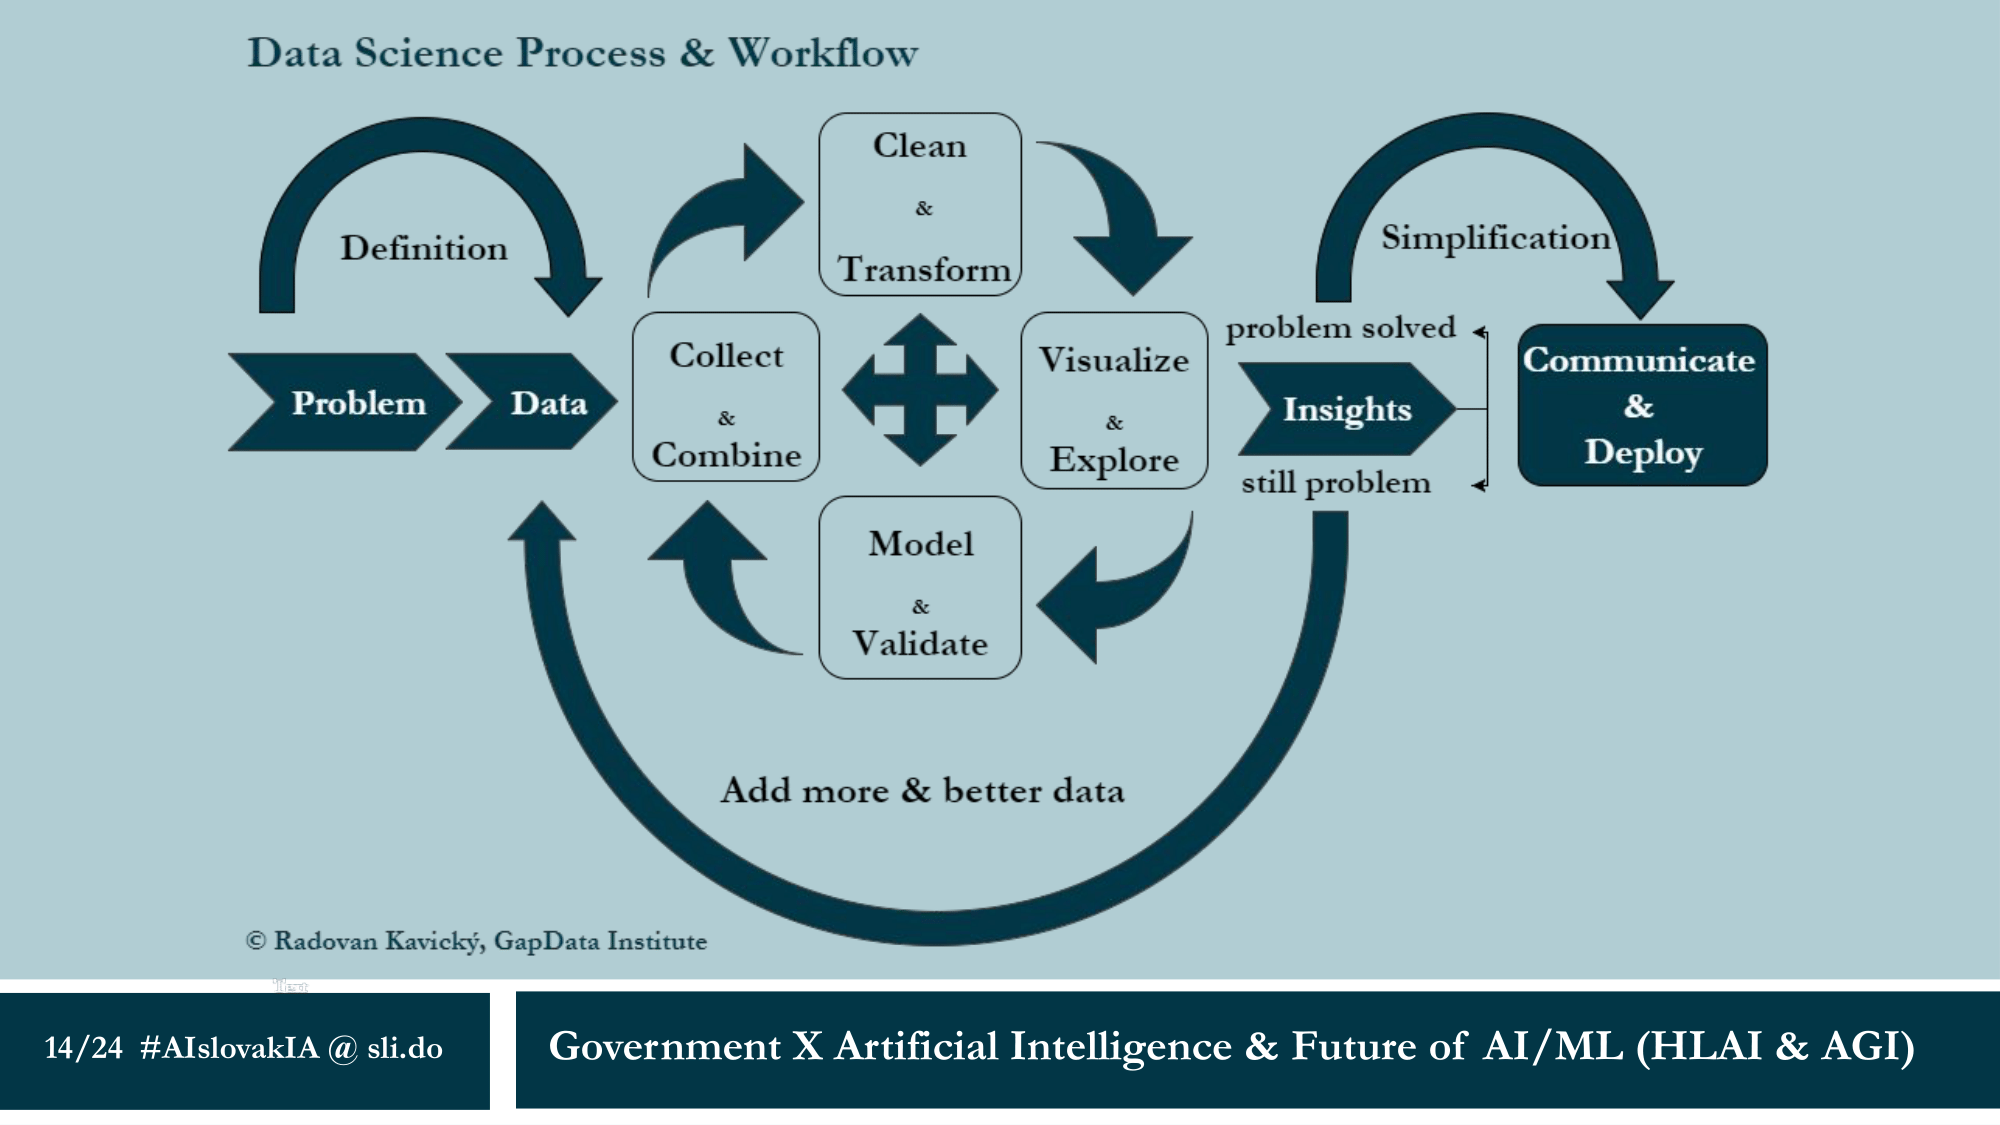 Data Science Process & Workflow
Definition
Problem
Data
Collect
&
Combine
Clean
&
Transform
Visualize
&
Explore
Model
&
Validate
Simplification
problem solved
Insights
still problem
Communicate
&
Deploy
Add more & better data
© Radovan Kavický, GapData Institute
Text
14/24 #AIslovakIA @ sli.do
Government X Artificial Intelligence & Future of AI/ML (HLAI & AGI)